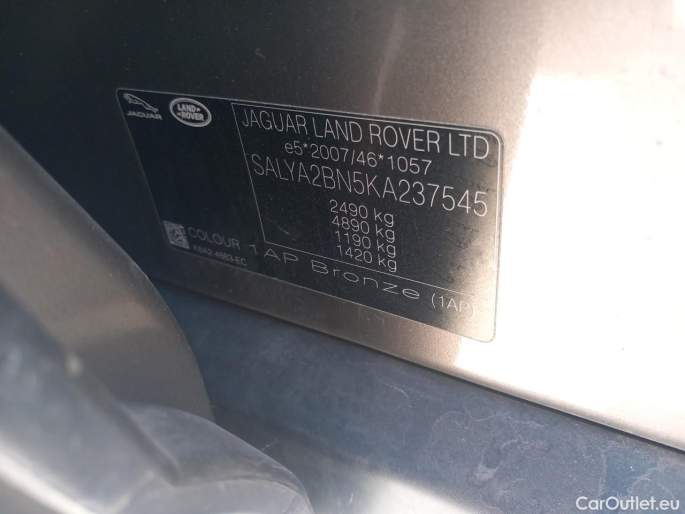 JAGUAR
LAND ROVER
JAGUAR LAND ROVER LTD
e5*2007/46*1057
SALYA2BN5KA237545
2490 kg
4890 kg
1190 kg
1420 kg
COLOUR
1AP Bronze (1AP)
CarOutlet.eu